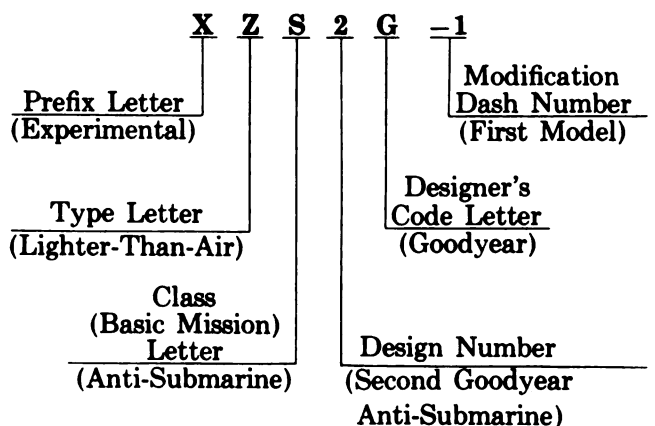 X Z S 2 G -1
Modification
Dash Number
(First Model)
Prefix Letter
(Experimental)
Designer's
Code Letter
(Goodyear)
Type Letter
(Lighter-Than-Air)
Class
(Basic Mission)
Letter
(Anti-Submarine)
Design Number
(Second Goodyear
Anti-Submarine)